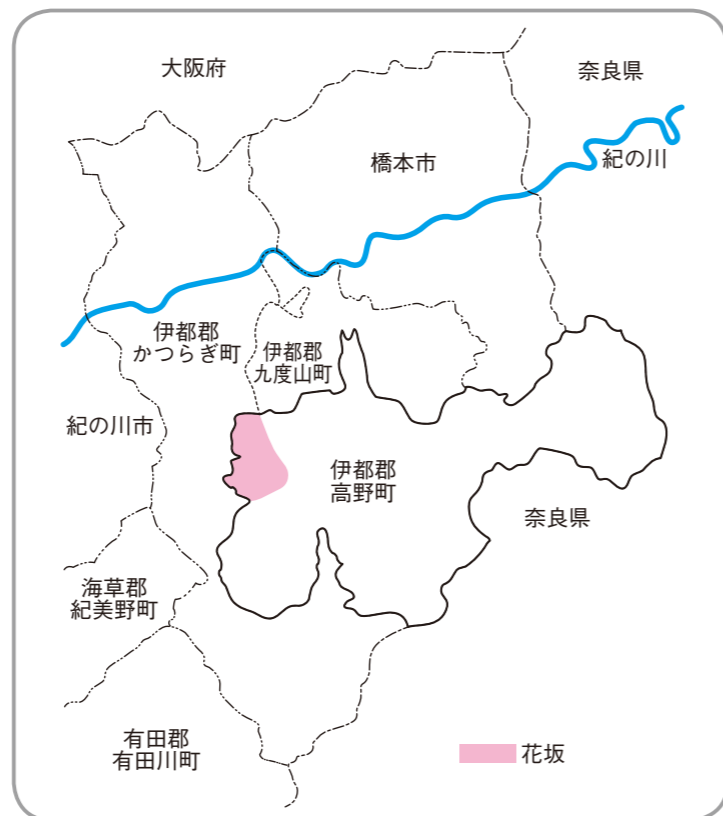 大阪府
奈良県
橋本市
紀の川
伊都郡
かつらぎ町
伊都郡
九度山町
紀の川市
伊都郡
高野町
奈良県
海草郡
紀美野町
有田郡
有田川町
花坂